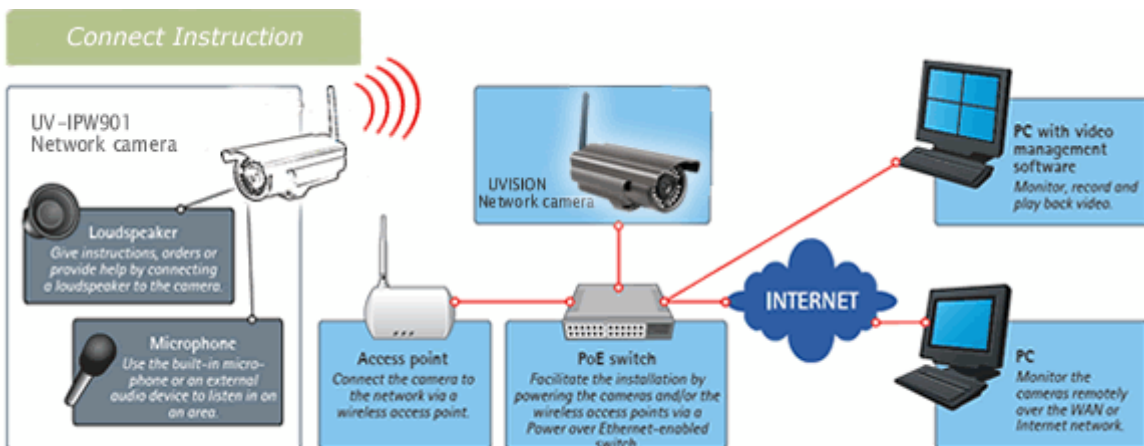 Connect Instruction
UV-IPW901
Network camera
Loudspeaker
Give instructions, orders or
provide help by connecting
a loudspeaker to the camera.
Microphone
Use the built-in micro-
phone or an external
audio device to listen in on
an area.
UVISION
Network camera
Access point
Connect the camera to
the network via a
wireless access point.
PoE switch
Facilitate the installation by
powering the cameras and/or the
wireless access points via a
Power over Ethernet-enabled
switch
INTERNET
PC with video
management
software
Monitor, record and
play back video.
PC
Monitor the
cameras remotely
over the WAN or
Internet network.